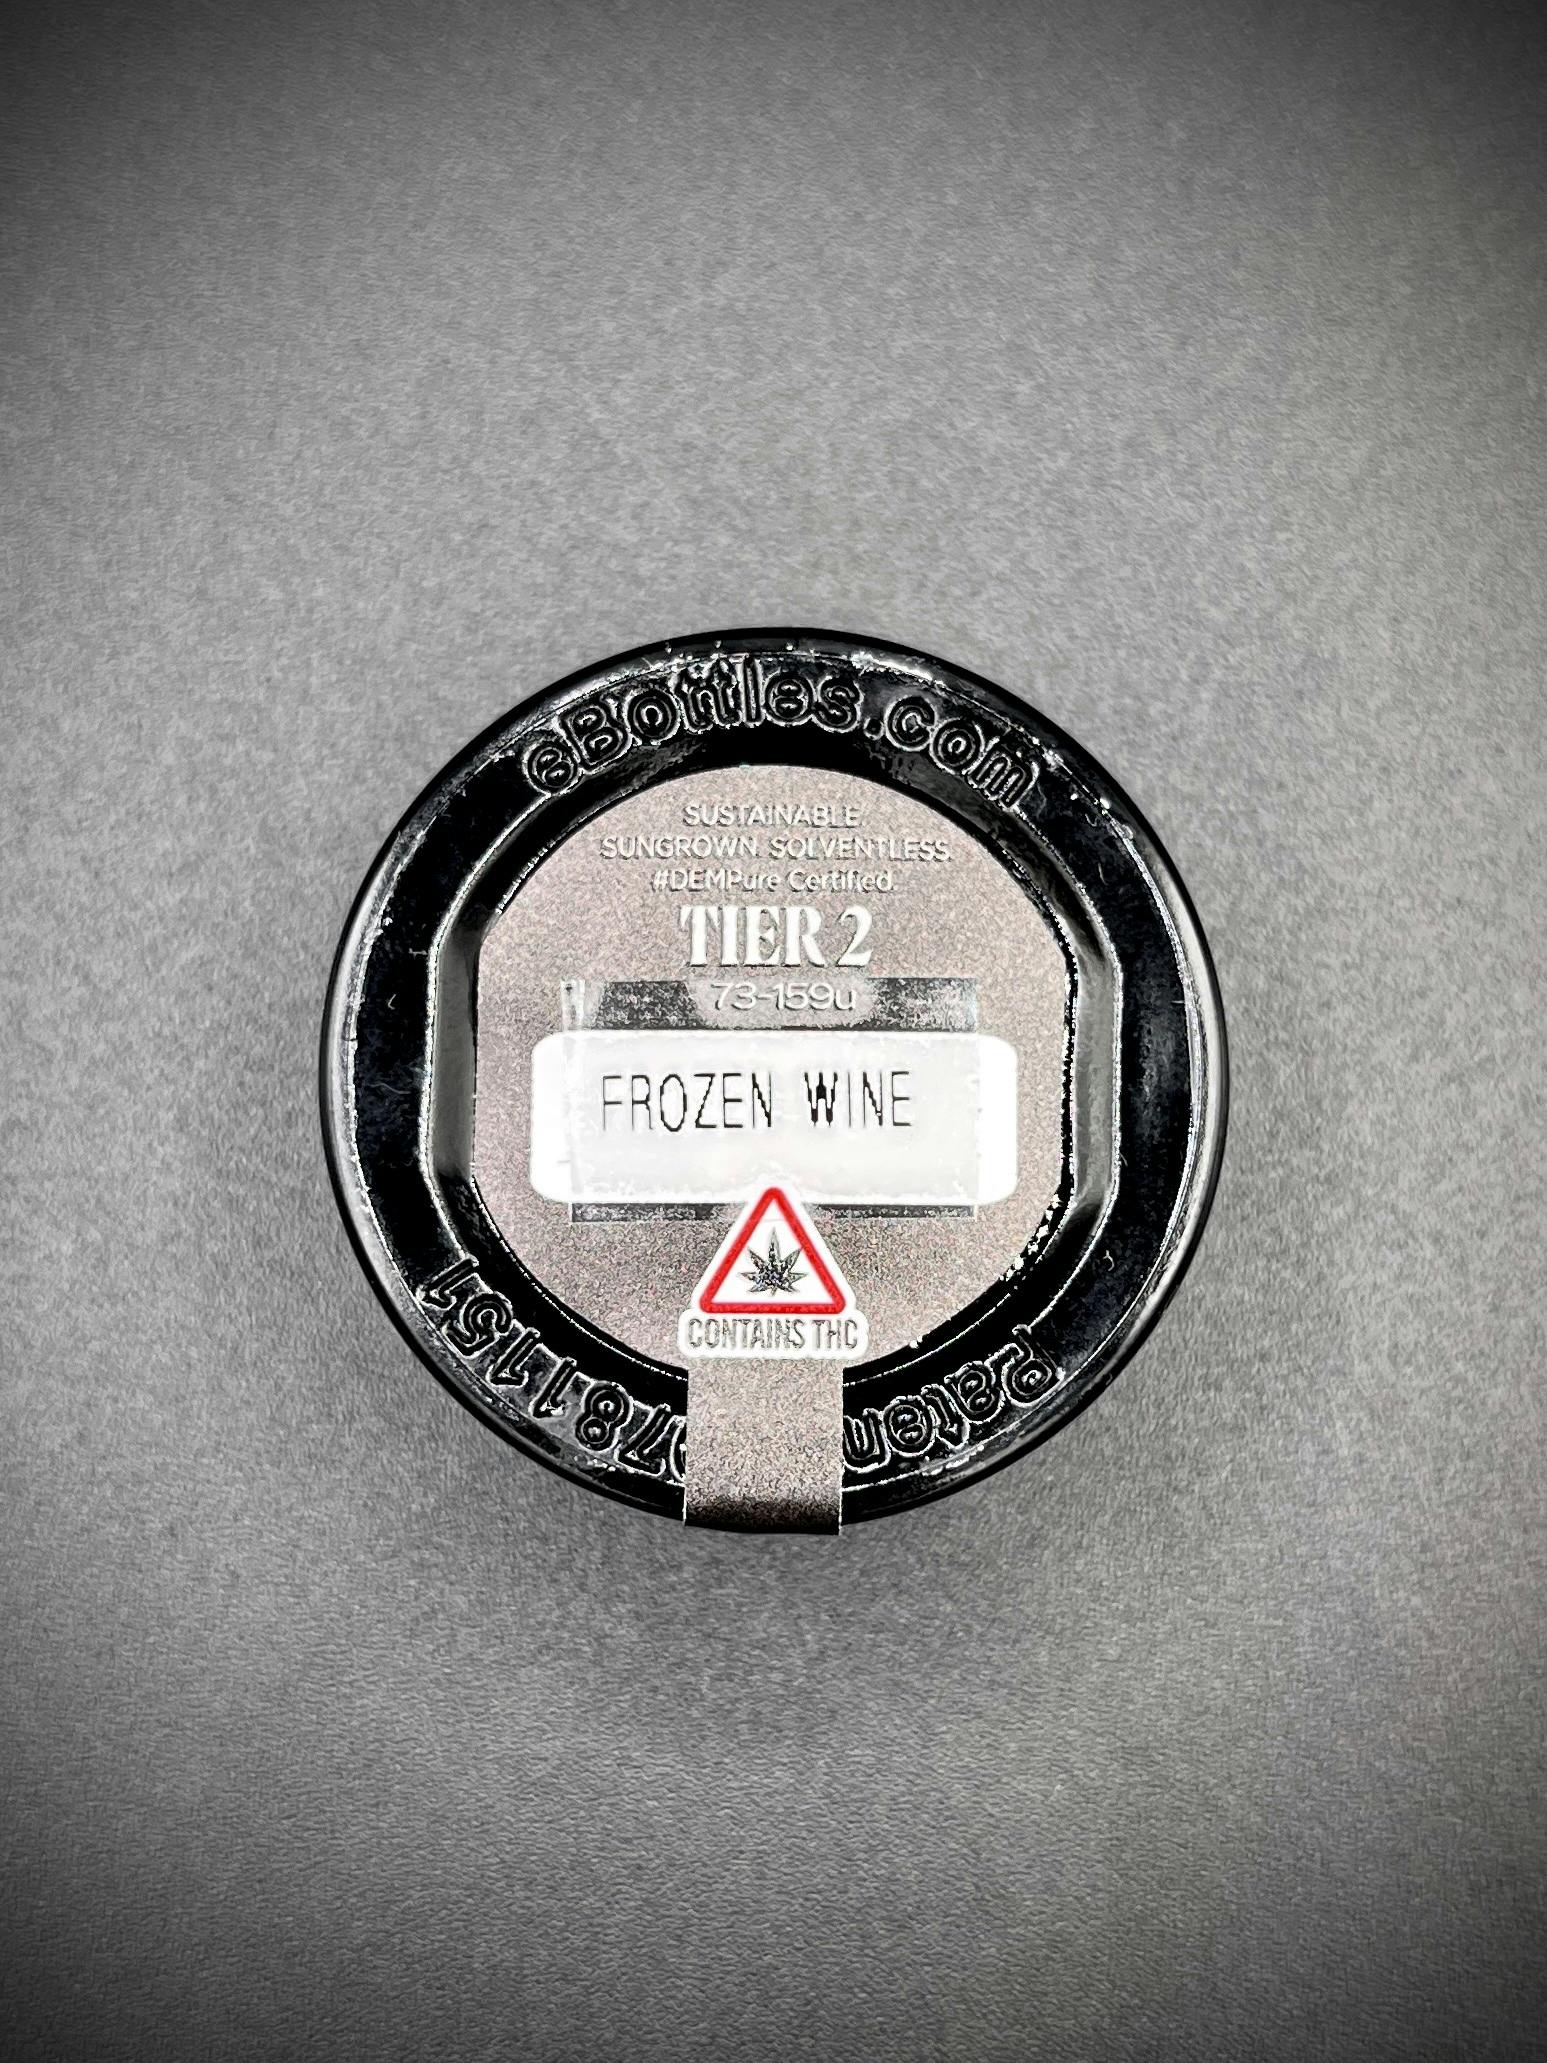 eBottles.com
SUSTAINABLE.
SUNGROWN. SOLVENTLESS.
#DEMPure Certified.
TIER 2
73-159u
FROZEN WINE
CONTAINS THC